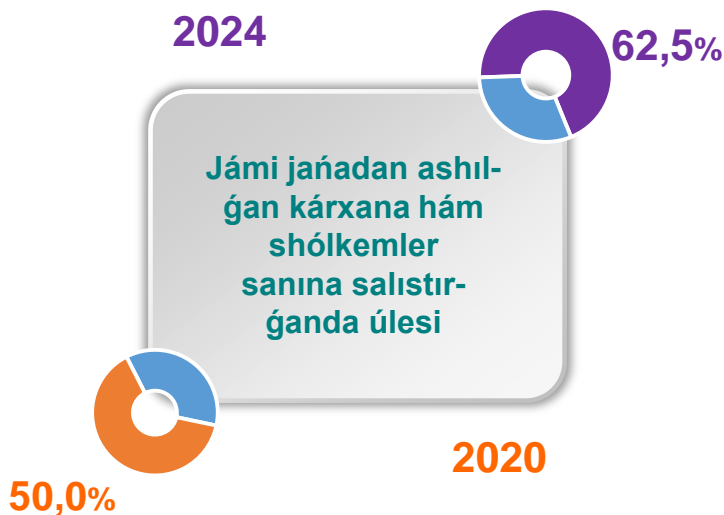 2024
62,5%
Jámi jańadan ashıl-
ǵan kárxana hám
shólkemler
sanına salıstır-
ǵanda úlesi
2020
50,0%